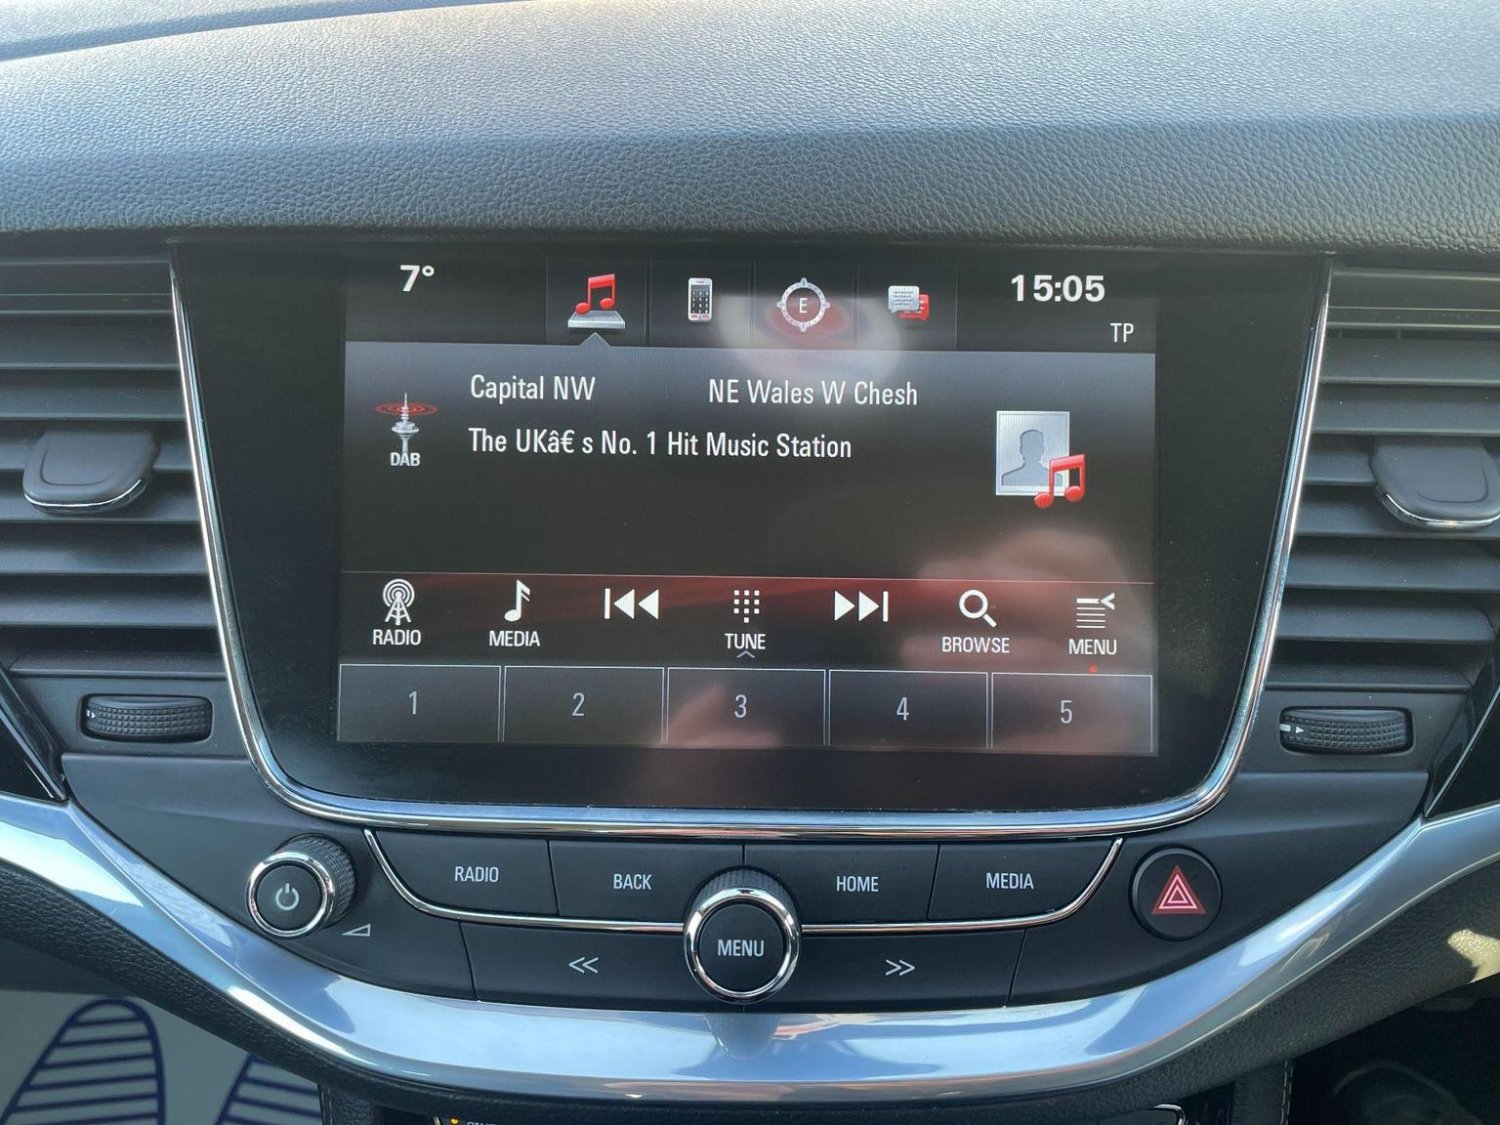 7°
15:05
E
TP
Capital NW NE Wales W Chesh
DAB
The UKâ€ s No. 1 Hit Music Station
RADIO MEDIA TUNE BROWSE MENU
1 2 3 4 5
RADIO BACK HOME MEDIA
MENU